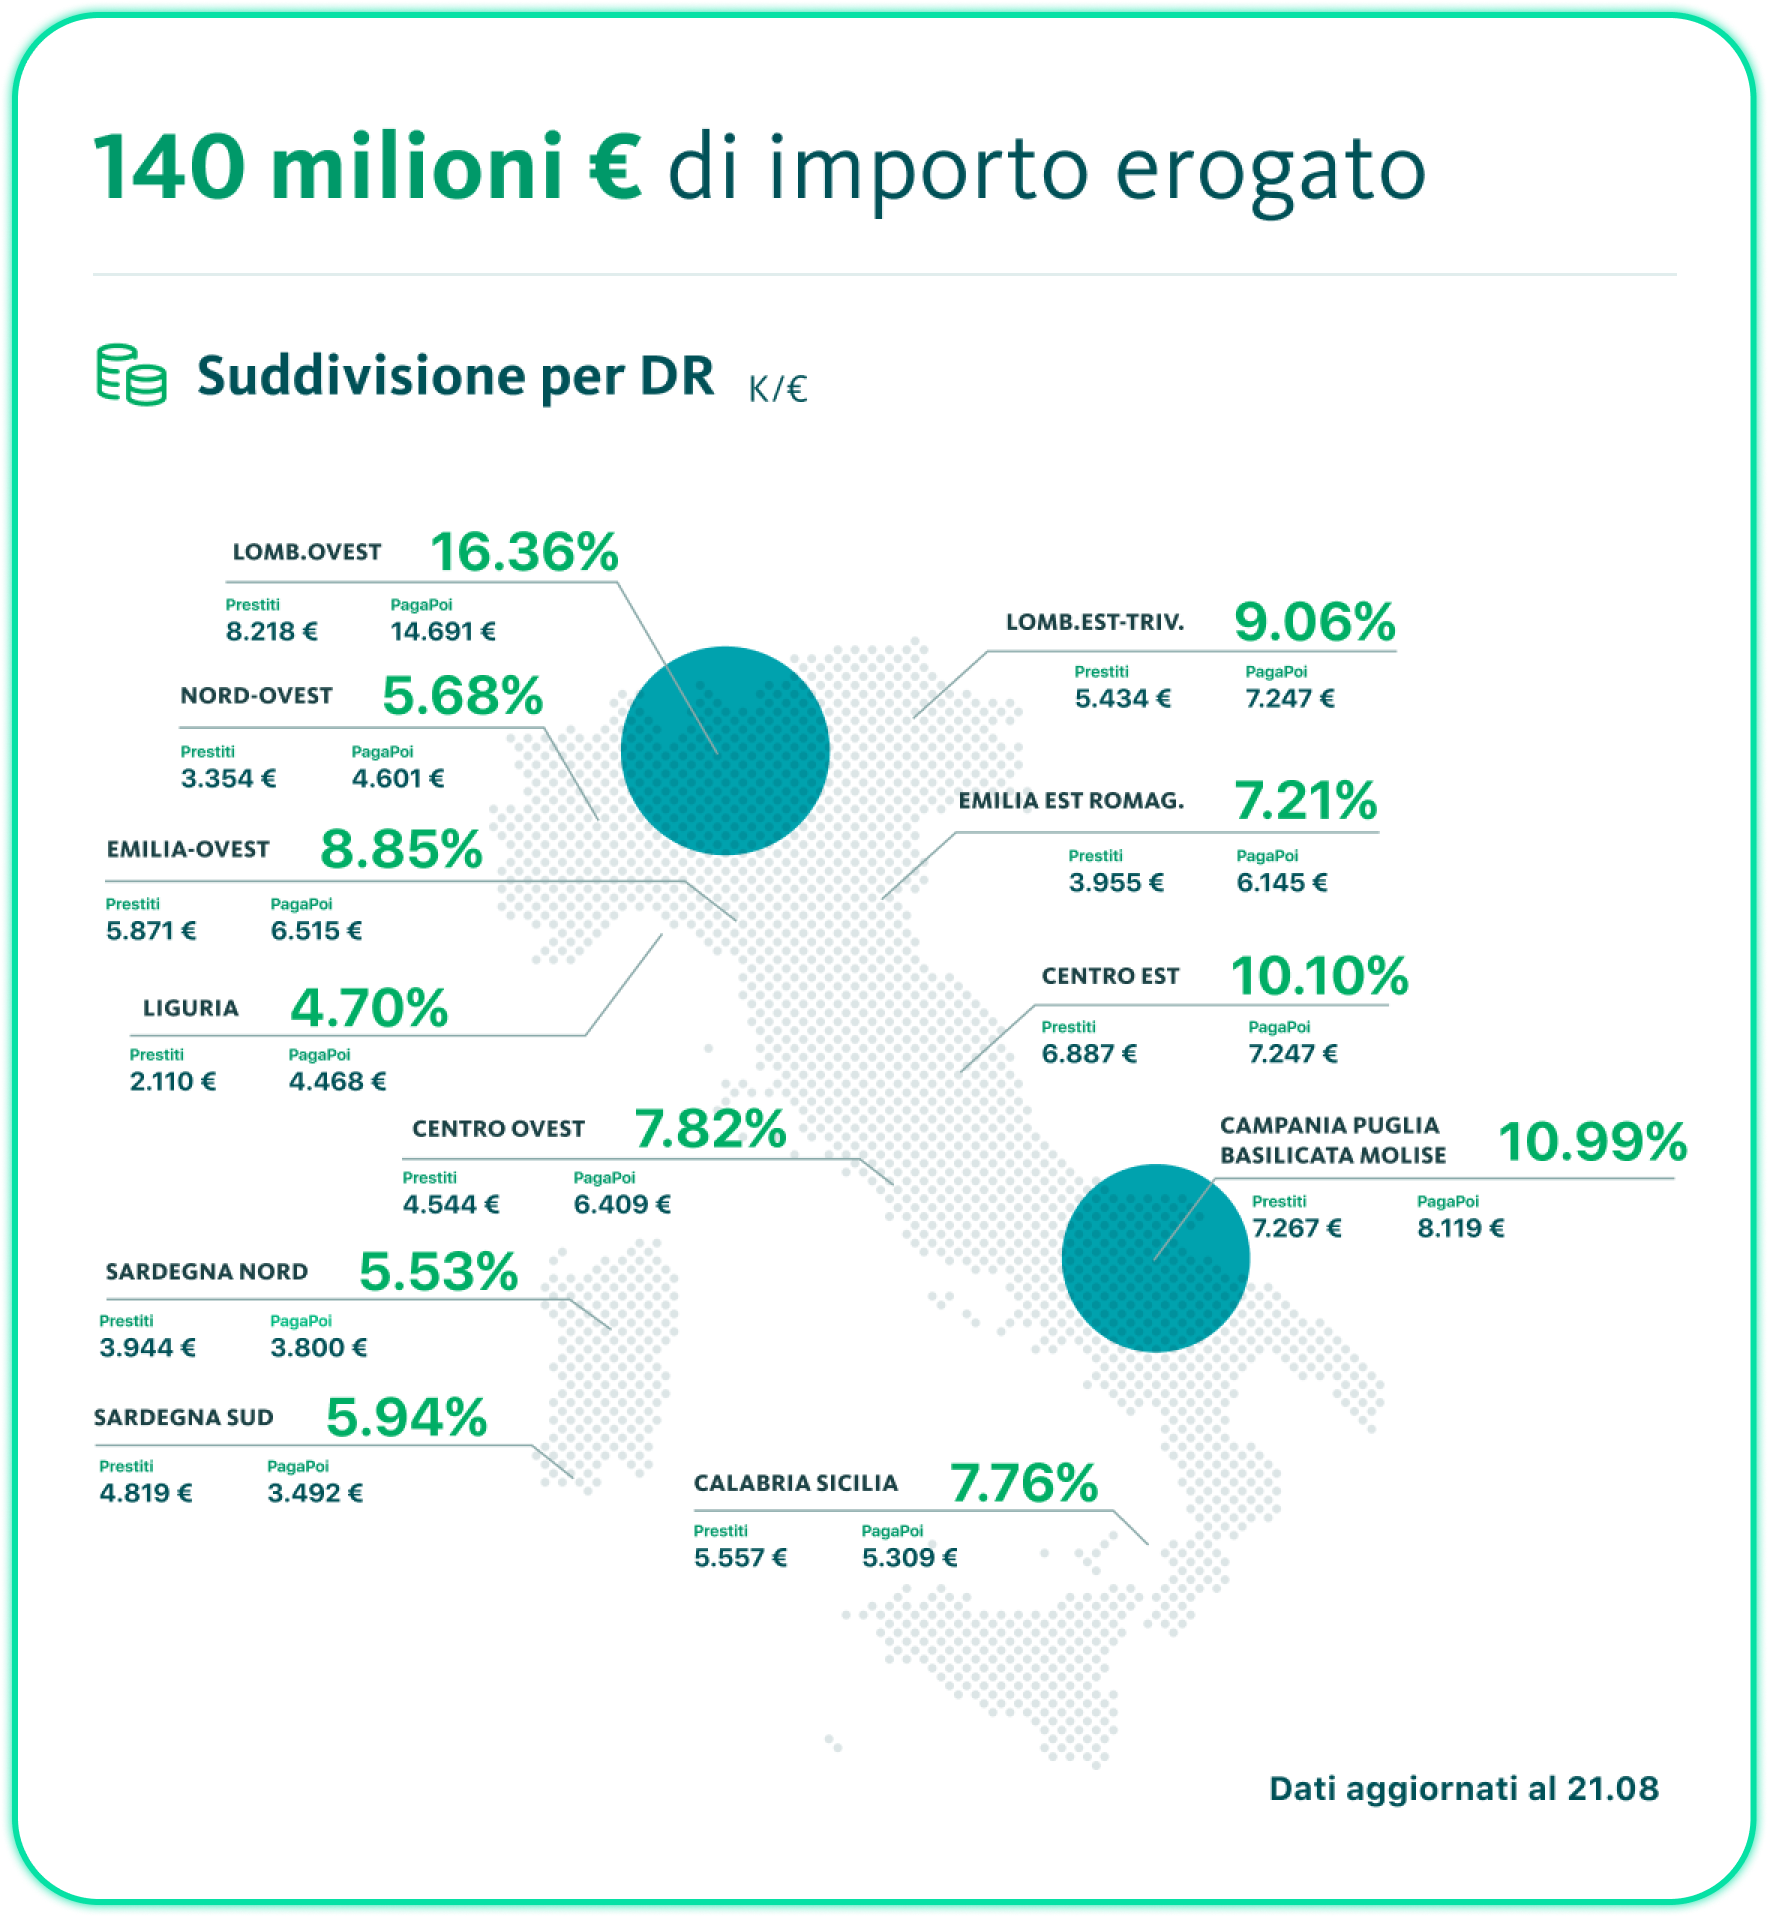 140 milioni € di importo erogato
Suddivisione per DR K/€
LOMB.OVEST 16.36%
Prestiti PagaPoi
8.218 € 14.691 €
NORD-OVEST 5.68%
Prestiti PagaPoi
3.354 € 4.601 €
EMILIA-OVEST 8.85%
Prestiti PagaPoi
5.871 € 6.515 €
LIGURIA 4.70%
Prestiti PagaPoi
2.110 € 4.468 €
CENTRO OVEST 7.82%
Prestiti PagaPoi
4.544 € 6.409 €
SARDEGNA NORD 5.53%
Prestiti PagaPoi
3.944 € 3.800 €
SARDEGNA SUD 5.94%
Prestiti PagaPoi
4.819 € 3.492 €
LOMB.EST-TRIV. 9.06%
Prestiti PagaPoi
5.434 € 7.247 €
EMILIA EST ROMAG. 7.21%
Prestiti PagaPoi
3.955 € 6.145 €
CENTRO EST 10.10%
Prestiti PagaPoi
6.887 € 7.247 €
CAMPANIA PUGLIA
BASILICATA MOLISE 10.99%
Prestiti PagaPoi
7.267 € 8.119 €
CALABRIA SICILIA 7.76%
Prestiti PagaPoi
5.557 € 5.309 €
Dati aggiornati al 21.08